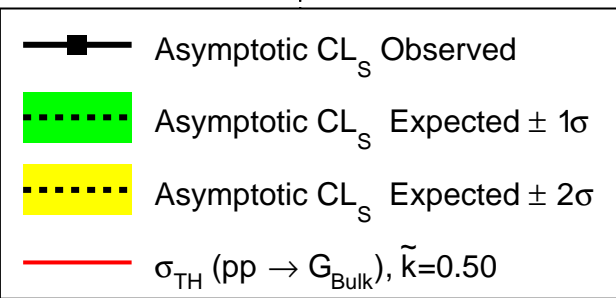 Asymptotic CL_S Observed
Asymptotic CL_S Expected ± 1σ
Asymptotic CL_S Expected ± 2σ
σ_TH (pp → G_Bulk), k̃=0.50